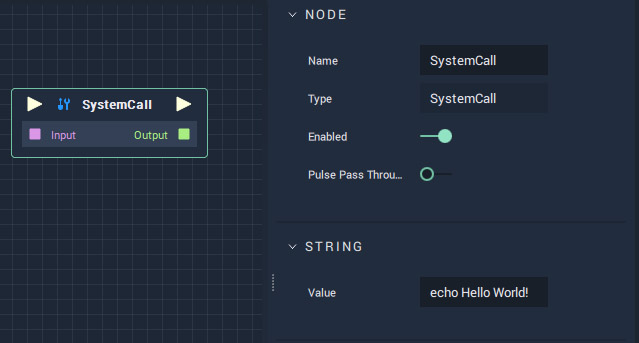 SystemCall
Input Output
NODE
Name SystemCall
Type SystemCall
Enabled
Pulse Pass Throu...
STRING
Value echo Hello World!